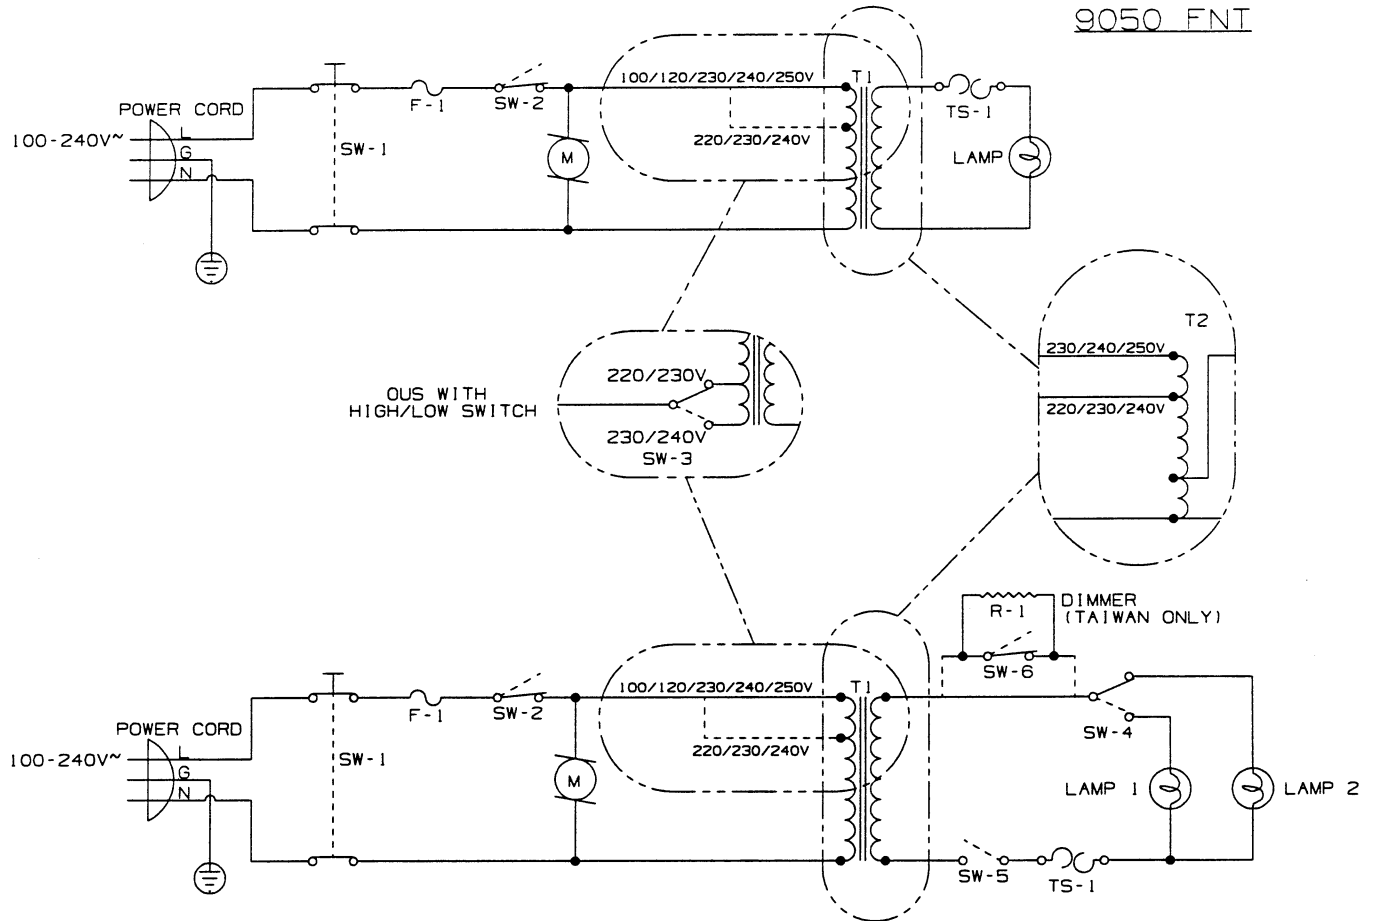 9050 FNT
100/120/230/240/250V
T1
POWER CORD
F-1
SW-2
TS-1
100-240V~
L
G
N
SW-1
M
220/230/240V
LAMP
T2
230/240/250V
220/230/240V
OUS WITH
HIGH/LOW SWITCH
220/230V
230/240V
SW-3
R-1
DIMMER
(TAIWAN ONLY)
SW-6
100/120/230/240/250V
T1
POWER CORD
F-1
SW-2
SW-4
100-240V~
L
G
N
SW-1
M
220/230/240V
LAMP 1
LAMP 2
SW-5
TS-1